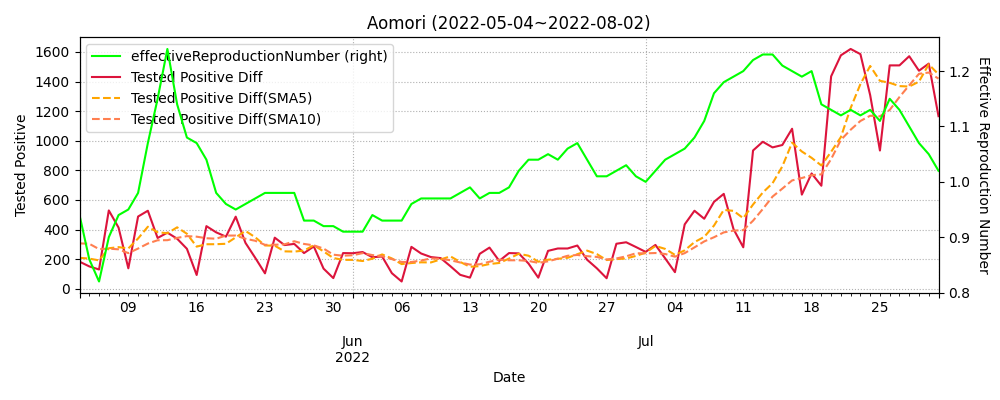 Aomori (2022-05-04~2022-08-02)
effectiveReproductionNumber (right)
Tested Positive Diff
Tested Positive Diff(SMA5)
Tested Positive Diff(SMA10)
Tested Positive
1600
1400
1200
1000
800
600
400
200
0
1.2
1.1
1.0
0.9
0.8
Effective Reproduction Number
09 16 23 30 06 13 20 27 04 11 18 25
Jun Jul
2022
Date